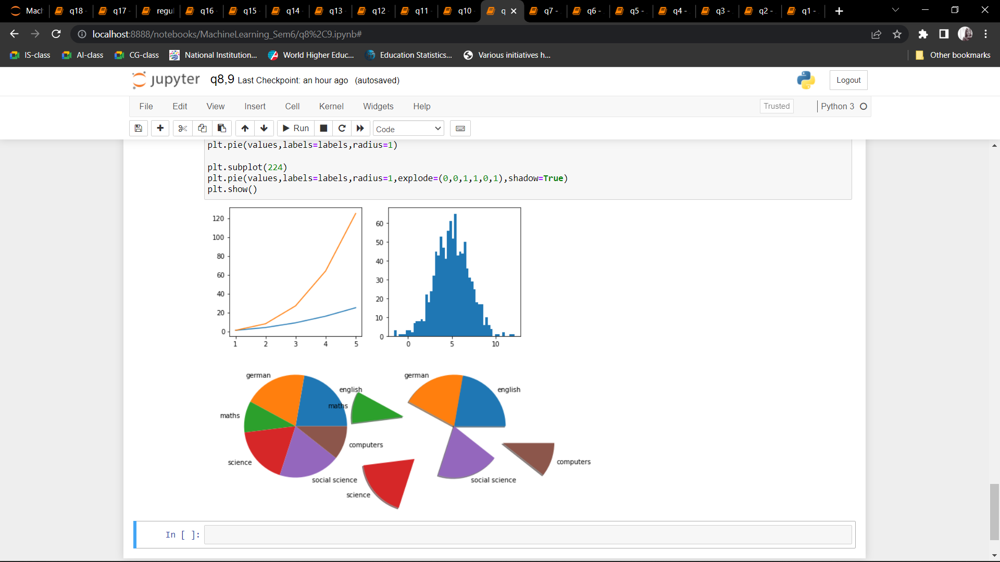 Mach q18 - q17 - regul q16 - q15 - q14 - q13 - q12 - q11 - q10 - q q7 - q6 - q5 - q4 - q3 - q2 - q1 -
localhost:8888/notebooks/MachineLearning_Sem6/q8%2C9.ipynb#
IS-class AI-class CG-class National Institution... World Higher Educ... Education Statistics... Various initiatives h... Other bookmarks
jupyter q8,9 Last Checkpoint: an hour ago (autosaved) Logout
File Edit View Insert Cell Kernel Widgets Help Trusted Python 3
Run Code
plt.pie(values,labels=labels,radius=1)
plt.subplot(224)
plt.pie(values,labels=labels,radius=1,explode=(0,0,1,1,0,1),shadow=True)
plt.show()
120
100
80
60
40
20
0
1 2 3 4 5
60
50
40
30
20
10
0
0 5 10
german
english
maths
computers
science
social science
german
english
maths
computers
social science
science
In [ ]: